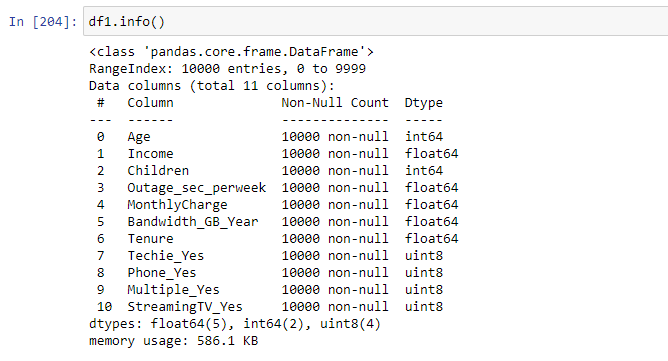 In [204]: df1.info()
<class 'pandas.core.frame.DataFrame'>
RangeIndex: 10000 entries, 0 to 9999
Data columns (total 11 columns):
 #   Column              Non-Null Count  Dtype
---  ------              --------------  -----
 0   Age                 10000 non-null  int64
 1   Income              10000 non-null  float64
 2   Children            10000 non-null  int64
 3   Outage_sec_perweek  10000 non-null  float64
 4   MonthlyCharge       10000 non-null  float64
 5   Bandwidth_GB_Year   10000 non-null  float64
 6   Tenure              10000 non-null  float64
 7   Techie_Yes          10000 non-null  uint8
 8   Phone_Yes           10000 non-null  uint8
 9   Multiple_Yes        10000 non-null  uint8
 10  StreamingTV_Yes     10000 non-null  uint8
dtypes: float64(5), int64(2), uint8(4)
memory usage: 586.1 KB